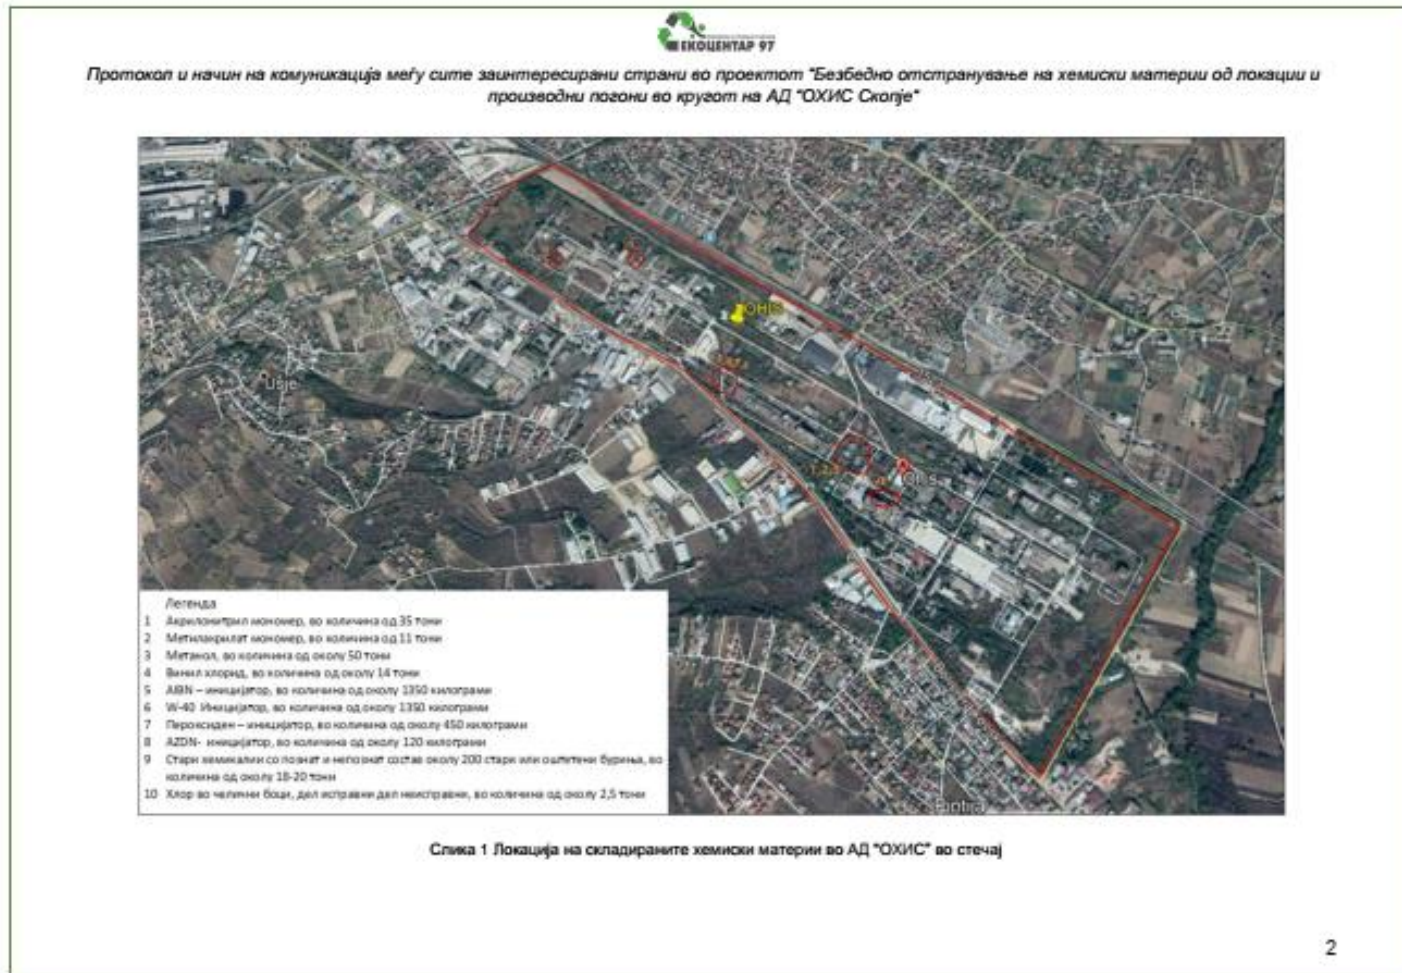 ЕКОЦЕНТАР 97
Протокол и начин на комуникација меѓу сите заинтересирани страни во проектот "Безбедно отстранување на хемиски материи од локации и
производни погони во кругот на АД "ОХИС Скопје"
OHIS
Usje
Ohis
Легенда
1 Акрилонитрил мономер, во количина од 35 тони
2 Метилакрилат мономер, во количина од 11 тони
3 Метанол, во количина од околу 50 тони
4 Винил хлорид, во количина од околу 14 тони
5 AIBN – иницијатор, во количина од околу 1350 килограми
6 W-40 Иницијатор, во количина од околу 1350 килограми
7 Пероксиден – иницијатор, во количина од околу 450 килограми
8 AZDN- иницијатор, во количина од околу 120 килограми
9 Стари хемикалии со познат и непознат состав околу 200 стари или оштетени буриња, во
количина од околу 18-20 тони
10 Хлор во челични боци, дел исправни дел неисправни, во количина од околу 2,5 тони
Слика 1 Локација на складираните хемиски материи во АД "ОХИС" во стечај
2